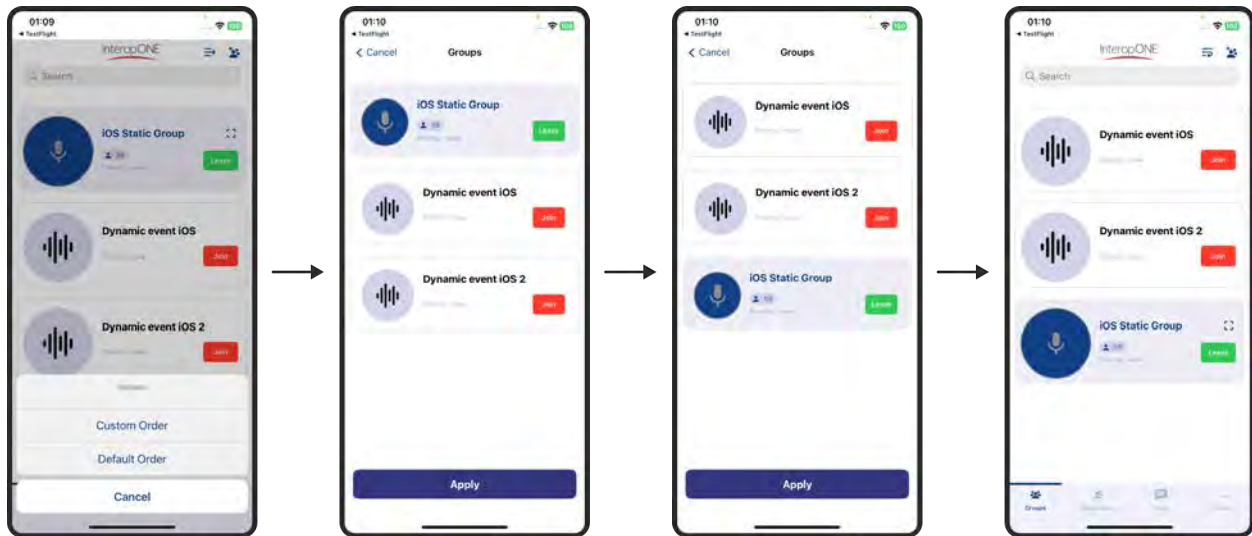 01:09
TestFlight
InteropONE
Search
iOS Static Group
Leave
Dynamic event iOS
Join
Dynamic event iOS 2
Join
Custom Order
Default Order
Cancel
01:10
100
TestFlight
Cancel
Groups
iOS Static Group
Leave
Dynamic event iOS
Join
Dynamic event iOS 2
Join
Apply
01:10
100
TestFlight
Cancel
Groups
Dynamic event iOS
Join
Dynamic event iOS 2
Join
iOS Static Group
Leave
Apply
01:10
100
TestFlight
InteropONE
Search
Dynamic event iOS
Join
Dynamic event iOS 2
Join
iOS Static Group
Leave
Groups